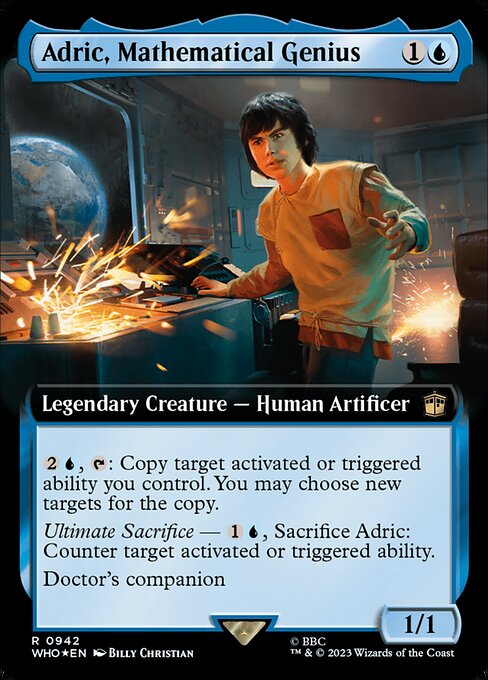 Adric, Mathematical Genius 1
Legendary Creature — Human Artificer
2, : Copy target activated or triggered
ability you control. You may choose new
targets for the copy.
Ultimate Sacrifice — 1, Sacrifice Adric:
Counter target activated or triggered ability.
Doctor's companion
1/1
R 0942
WHO★EN Billy Christian
© BBC
™ & © 2023 Wizards of the Coast